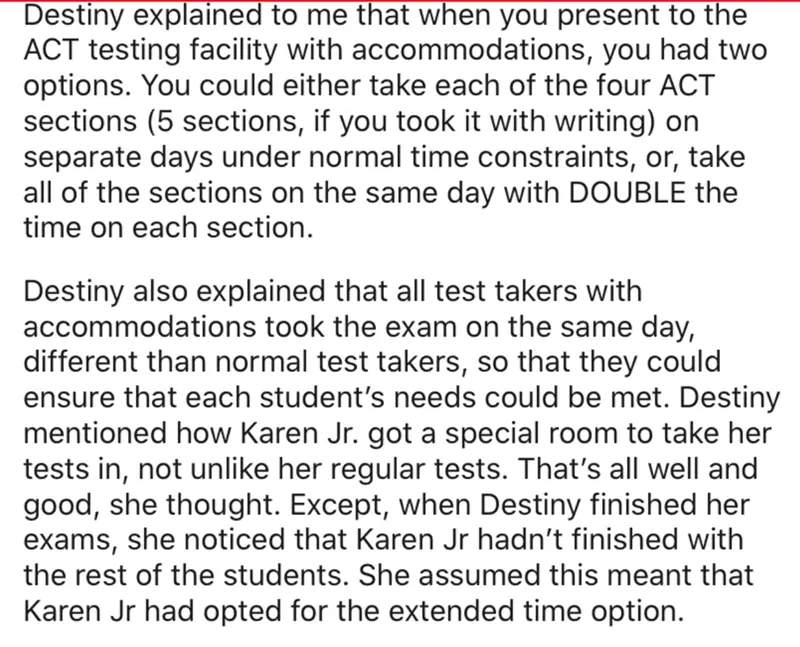 Destiny explained to me that when you present to the
ACT testing facility with accommodations, you had two
options. You could either take each of the four ACT
sections (5 sections, if you took it with writing) on
separate days under normal time constraints, or, take
all of the sections on the same day with DOUBLE the
time on each section.
Destiny also explained that all test takers with
accommodations took the exam on the same day,
different than normal test takers, so that they could
ensure that each student’s needs could be met. Destiny
mentioned how Karen Jr. got a special room to take her
tests in, not unlike her regular tests. That’s all well and
good, she thought. Except, when Destiny finished her
exams, she noticed that Karen Jr hadn’t finished with
the rest of the students. She assumed this meant that
Karen Jr had opted for the extended time option.